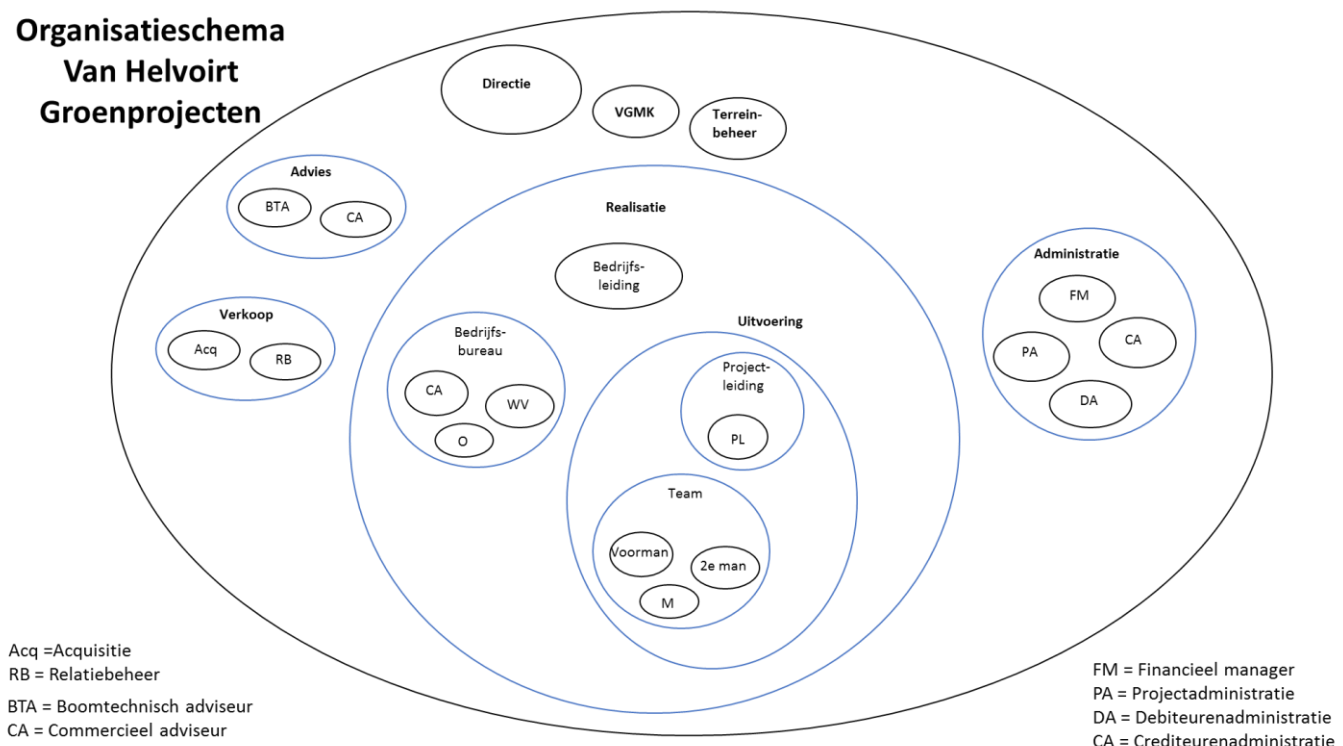 Organisatieschema
Van Helvoirt
Groenprojecten
Directie
VGMK
Terrein-
beheer
Advies
BTA
CA
Verkoop
Acq
RB
Realisatie
Bedrijfs-
leiding
Bedrijfs-
bureau
CA
WV
O
Uitvoering
Project-
leiding
PL
Team
Voorman
2e man
M
Administratie
FM
CA
PA
DA
Acq =Acquisitie
RB = Relatiebeheer
BTA = Boomtechnisch adviseur
CA = Commercieel adviseur
FM = Financieel manager
PA = Projectadministratie
DA = Debiteurenadministratie
CA = Crediteurenadministratie